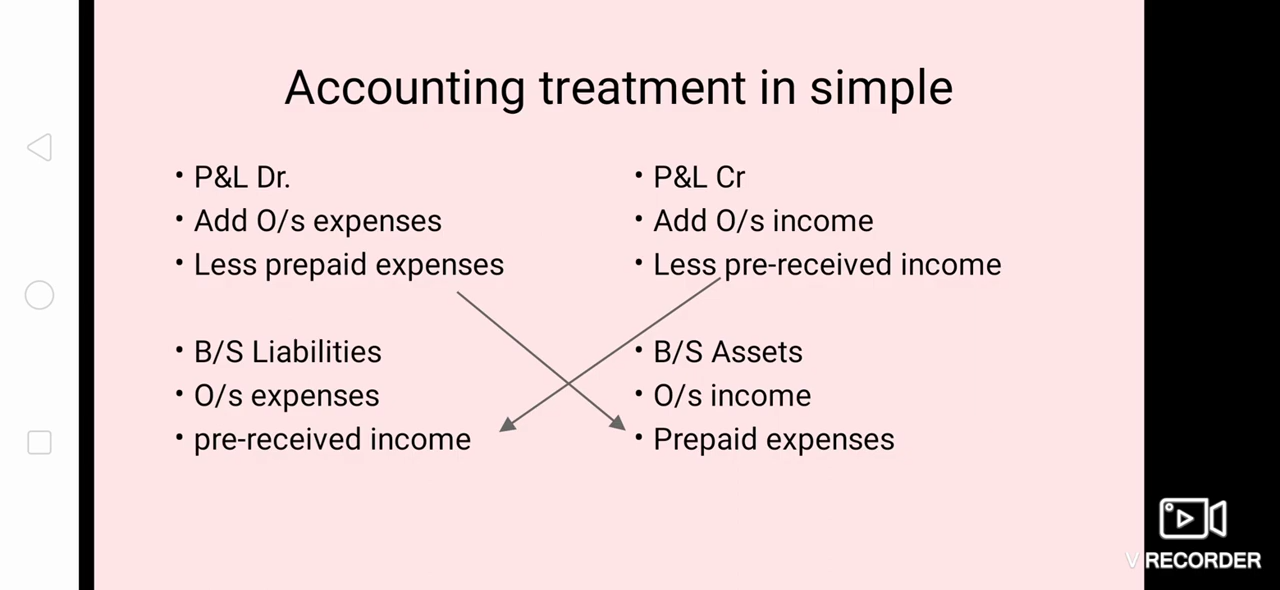 Accounting treatment in simple
• P&L Dr.
• Add O/s expenses
• Less prepaid expenses
• B/S Liabilities
• O/s expenses
• pre-received income
• P&L Cr
• Add O/s income
• Less pre-received income
• B/S Assets
• O/s income
• Prepaid expenses
V RECORDER